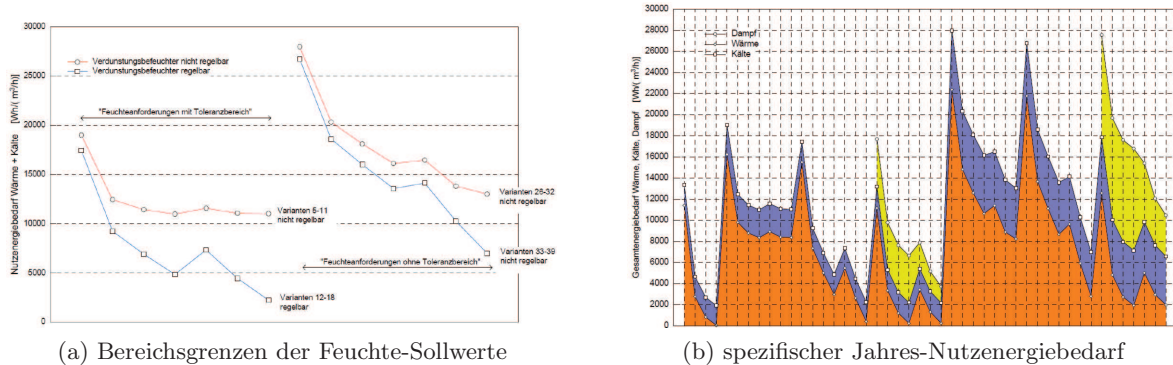 Nutzenergiebedarf Wärme + Kälte [Wh/( m³/h)]
30000
25000
20000
15000
10000
5000
0
Verdunstungsbefeuchter nicht regelbar
Verdunstungsbefeuchter regelbar
"Feuchteanforderungen mit Toleranzbereich"
Varianten 5-11
nicht regelbar
Varianten 12-18
regelbar
Varianten 26-32
nicht regelbar
Varianten 33-39
nicht regelbar
"Feuchteanforderungen ohne Toleranzbereich"
(a) Bereichsgrenzen der Feuchte-Sollwerte
Gesamtenergiebedarf Wärme, Kälte, Dampf [Wh/( m³/h)]
30000
28000
26000
24000
22000
20000
18000
16000
14000
12000
10000
8000
6000
4000
2000
0
Dampf
Wärme
Kälte
(b) spezifischer Jahres-Nutzenergiebedarf